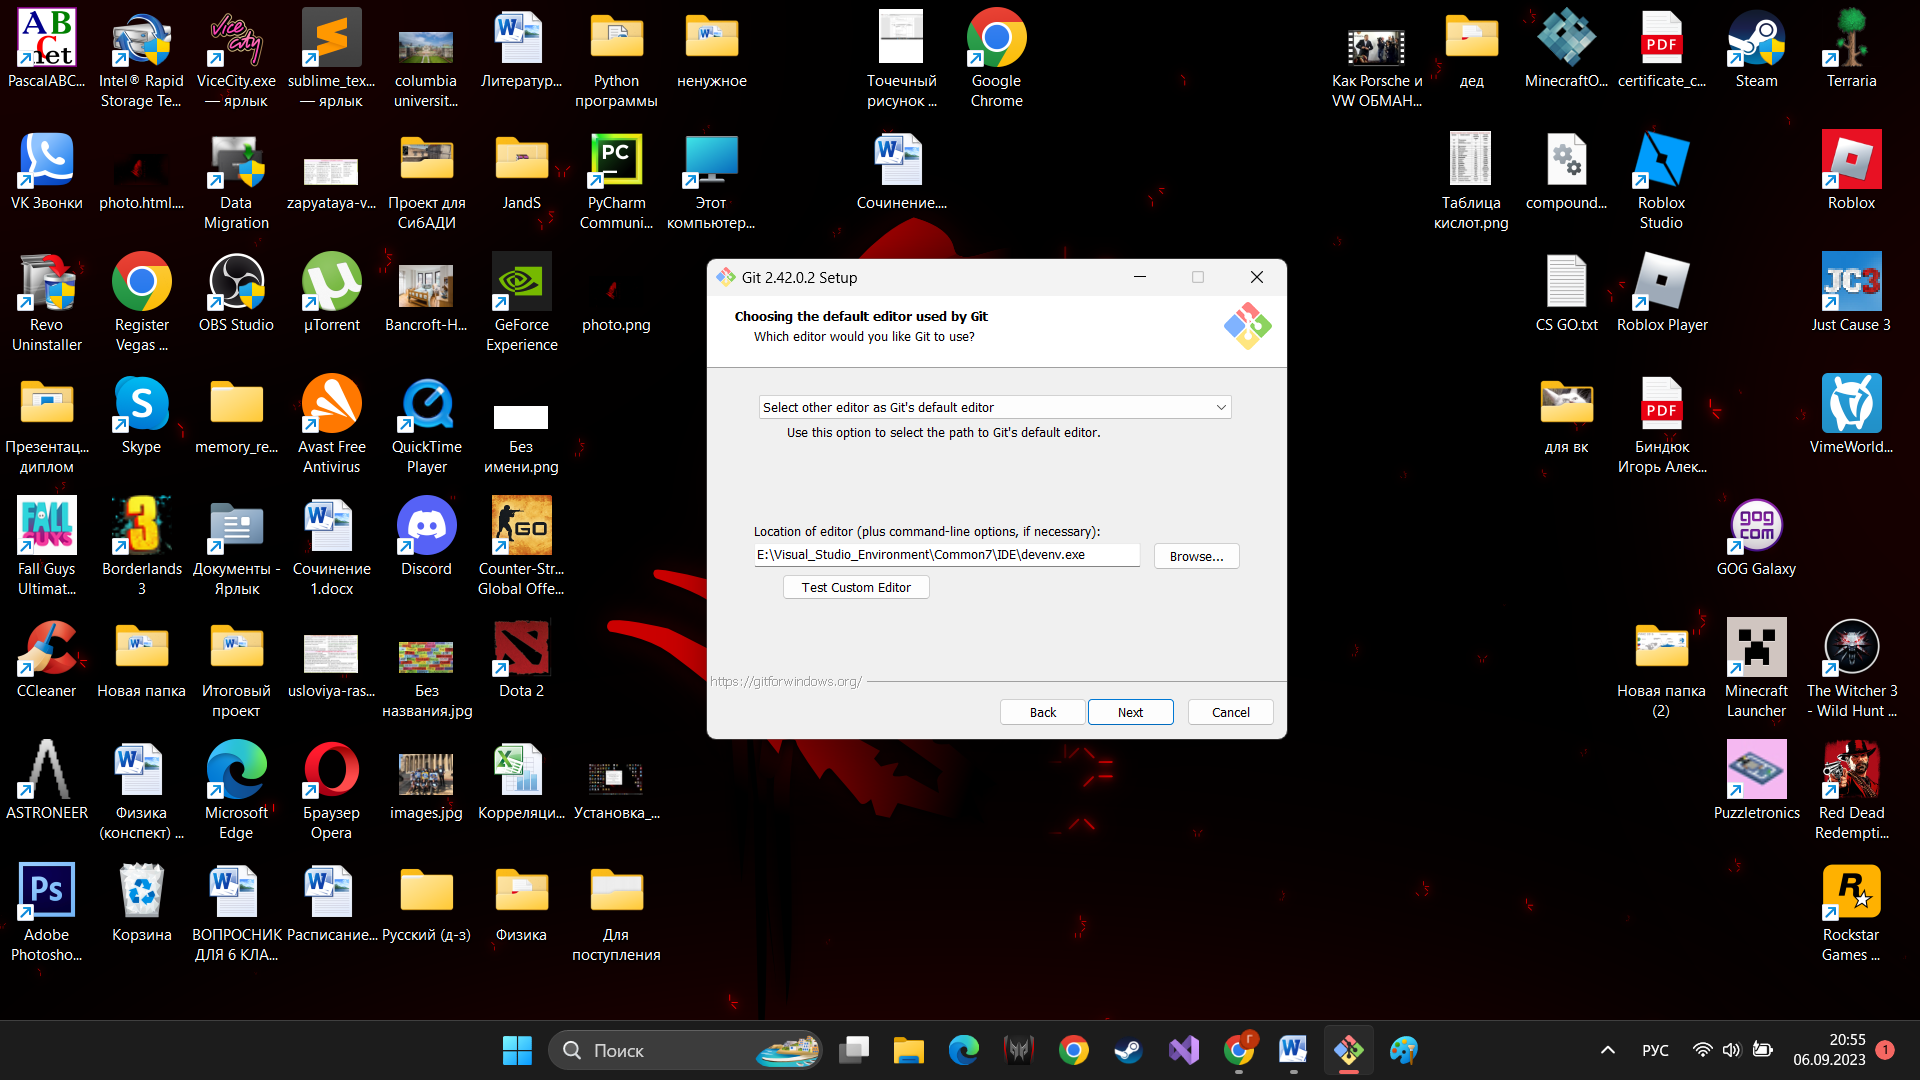 PascalABC...
Intel® Rapid
Storage Te...
ViceCity.exe
— ярлык
sublime_tex...
— ярлык
columbia
universit...
Литератур...
Python
программы
ненужное
Точечный
рисунок ...
Google
Chrome
Как Porsche и
VW ОБМАН...
дед
MinecraftO...
certificate_c...
Steam
Terraria
VK Звонки
photo.html....
Data
Migration
zapyataya-v...
Проект для
СибАДИ
JandS
PyCharm
Communi...
Этот
компьютер...
Сочинение....
Таблица
кислот.png
compound...
Roblox
Studio
Roblox
Revo
Uninstaller
Register
Vegas ...
OBS Studio
µTorrent
Bancroft-H...
GeForce
Experience
photo.png
CS GO.txt
Roblox Player
Just Cause 3
Git 2.42.0.2 Setup
Choosing the default editor used by Git
Which editor would you like Git to use?
Select other editor as Git's default editor
Use this option to select the path to Git's default editor.
Location of editor (plus command-line options, if necessary):
E:\Visual_Studio_Environment\Common7\IDE\devenv.exe
Browse...
Test Custom Editor
https://gitforwindows.org/
Back
Next
Cancel
Презентац...
диплом
Skype
memory_re...
Avast Free
Antivirus
QuickTime
Player
Без
имени.png
для вк
Биндюк
Игорь Алек...
VimeWorld...
Fall Guys
Ultimat...
Borderlands
3
Документы -
Ярлык
Сочинение
1.docx
Discord
Counter-Str...
Global Offe...
GOG Galaxy
CCleaner
Новая папка
Итоговый
проект
usloviya-ras...
Без
названия.jpg
Dota 2
Новая папка
(2)
Minecraft
Launcher
The Witcher 3
- Wild Hunt ...
ASTRONEER
Физика
(конспект) ...
Microsoft
Edge
Браузер
Opera
images.jpg
Корреляци...
Установка_...
Puzzletronics
Red Dead
Redempti...
Adobe
Photosho...
Корзина
ВОПРОСНИК
ДЛЯ 6 КЛА...
Расписание...
Русский (д-з)
Физика
Для
поступления
Rockstar
Games ...
Поиск
РУС
20:55
06.09.2023
1